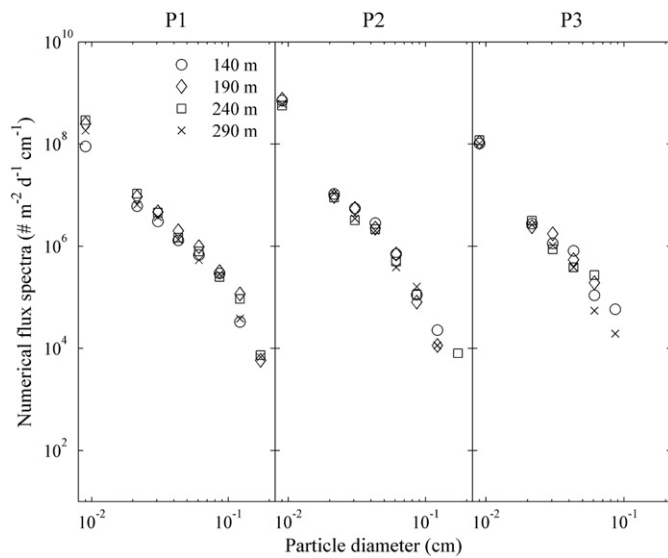 P1 P2 P3
10^10
10^8
10^6
10^4
10^2
140 m
190 m
240 m
290 m
Numerical flux spectra (# m^-2 d^-1 cm^-1)
10^-2 10^-1 10^-2 10^-1 10^-2 10^-1
Particle diameter (cm)